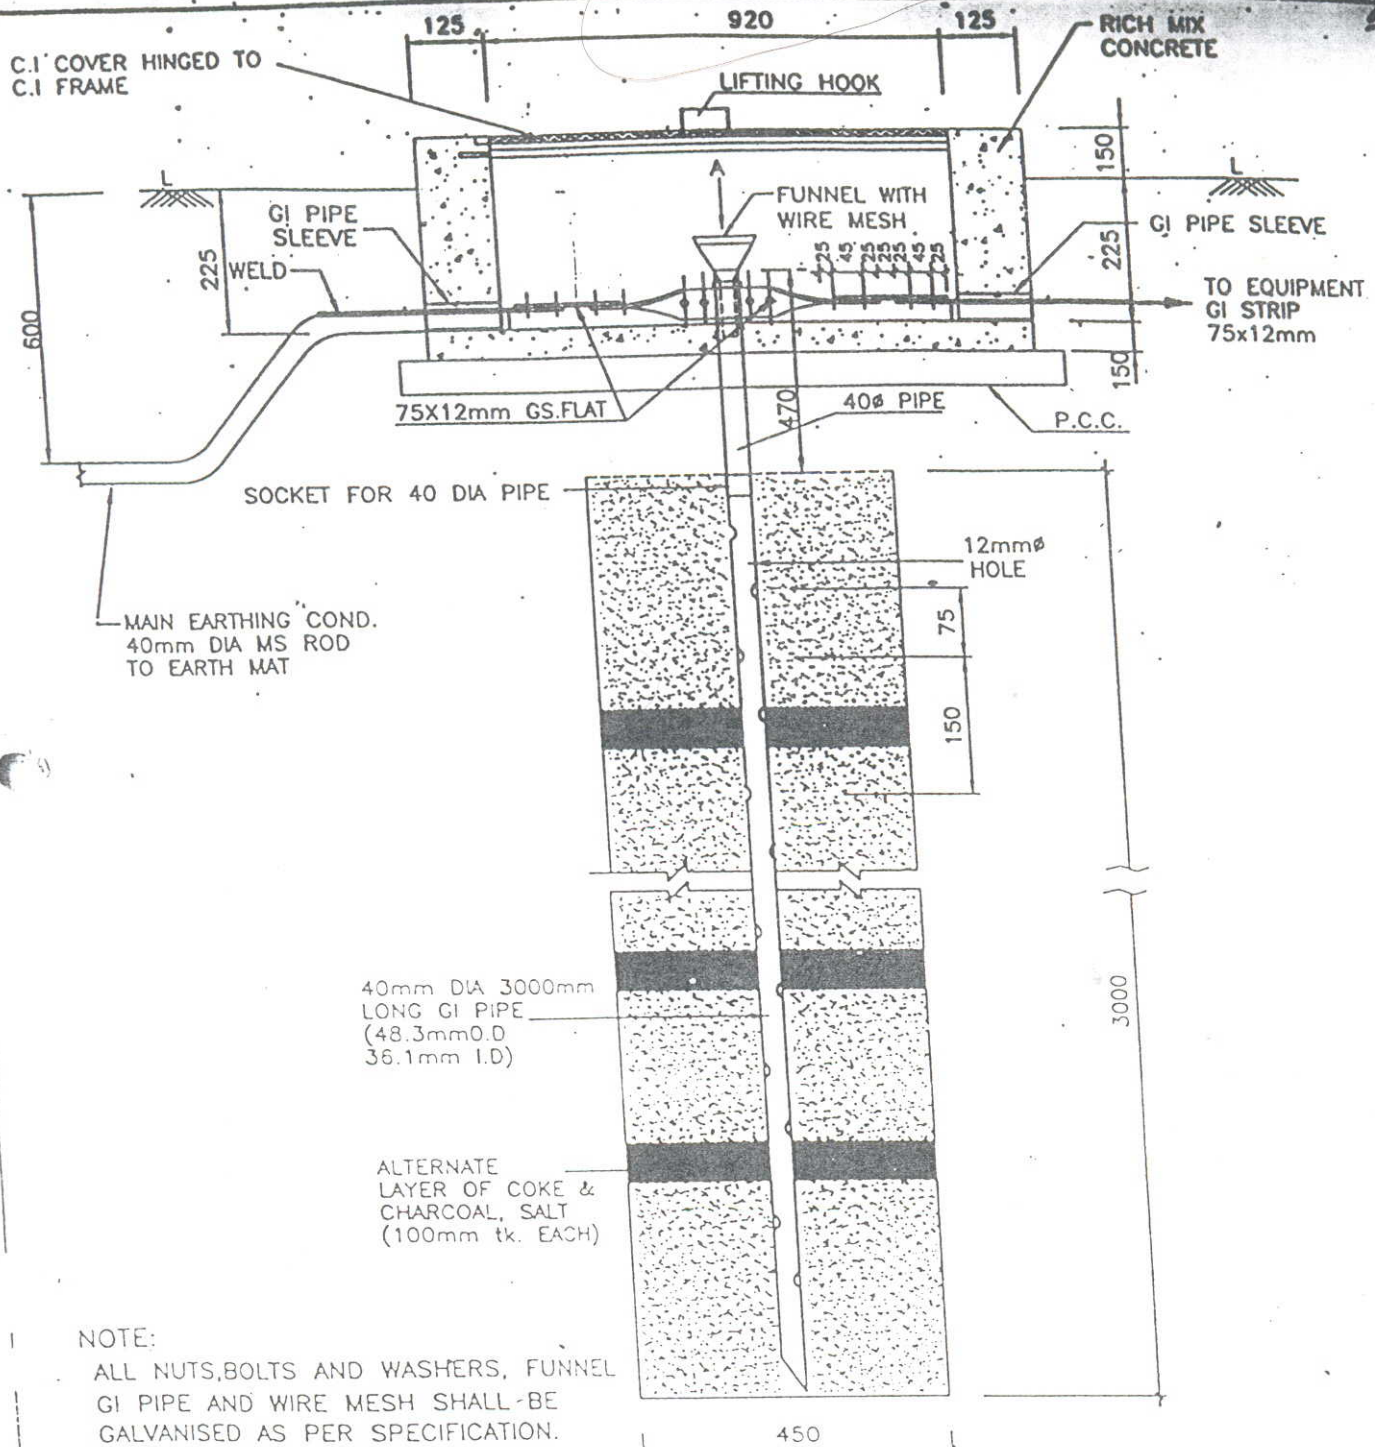 125
920
125
RICH MIX
CONCRETE
C.I COVER HINGED TO
C.I FRAME
LIFTING HOOK
150
L
L
A
FUNNEL WITH
WIRE MESH
GI PIPE
SLEEVE
GI PIPE SLEEVE
25
45
25
25
45
25
225
225
WELD
TO EQUIPMENT
GI STRIP
75x12mm
600
150
75X12mm GS.FLAT
470
40ø PIPE
P.C.C.
SOCKET FOR 40 DIA PIPE
12mmø
HOLE
MAIN EARTHING COND.
40mm DIA MS ROD
TO EARTH MAT
75
150
40mm DIA 3000mm
LONG GI PIPE
(48.3mmO.D
36.1mm I.D)
3000
ALTERNATE
LAYER OF COKE &
CHARCOAL, SALT
(100mm tk. EACH)
NOTE:
ALL NUTS,BOLTS AND WASHERS, FUNNEL
GI PIPE AND WIRE MESH SHALL-BE
GALVANISED AS PER SPECIFICATION.
450